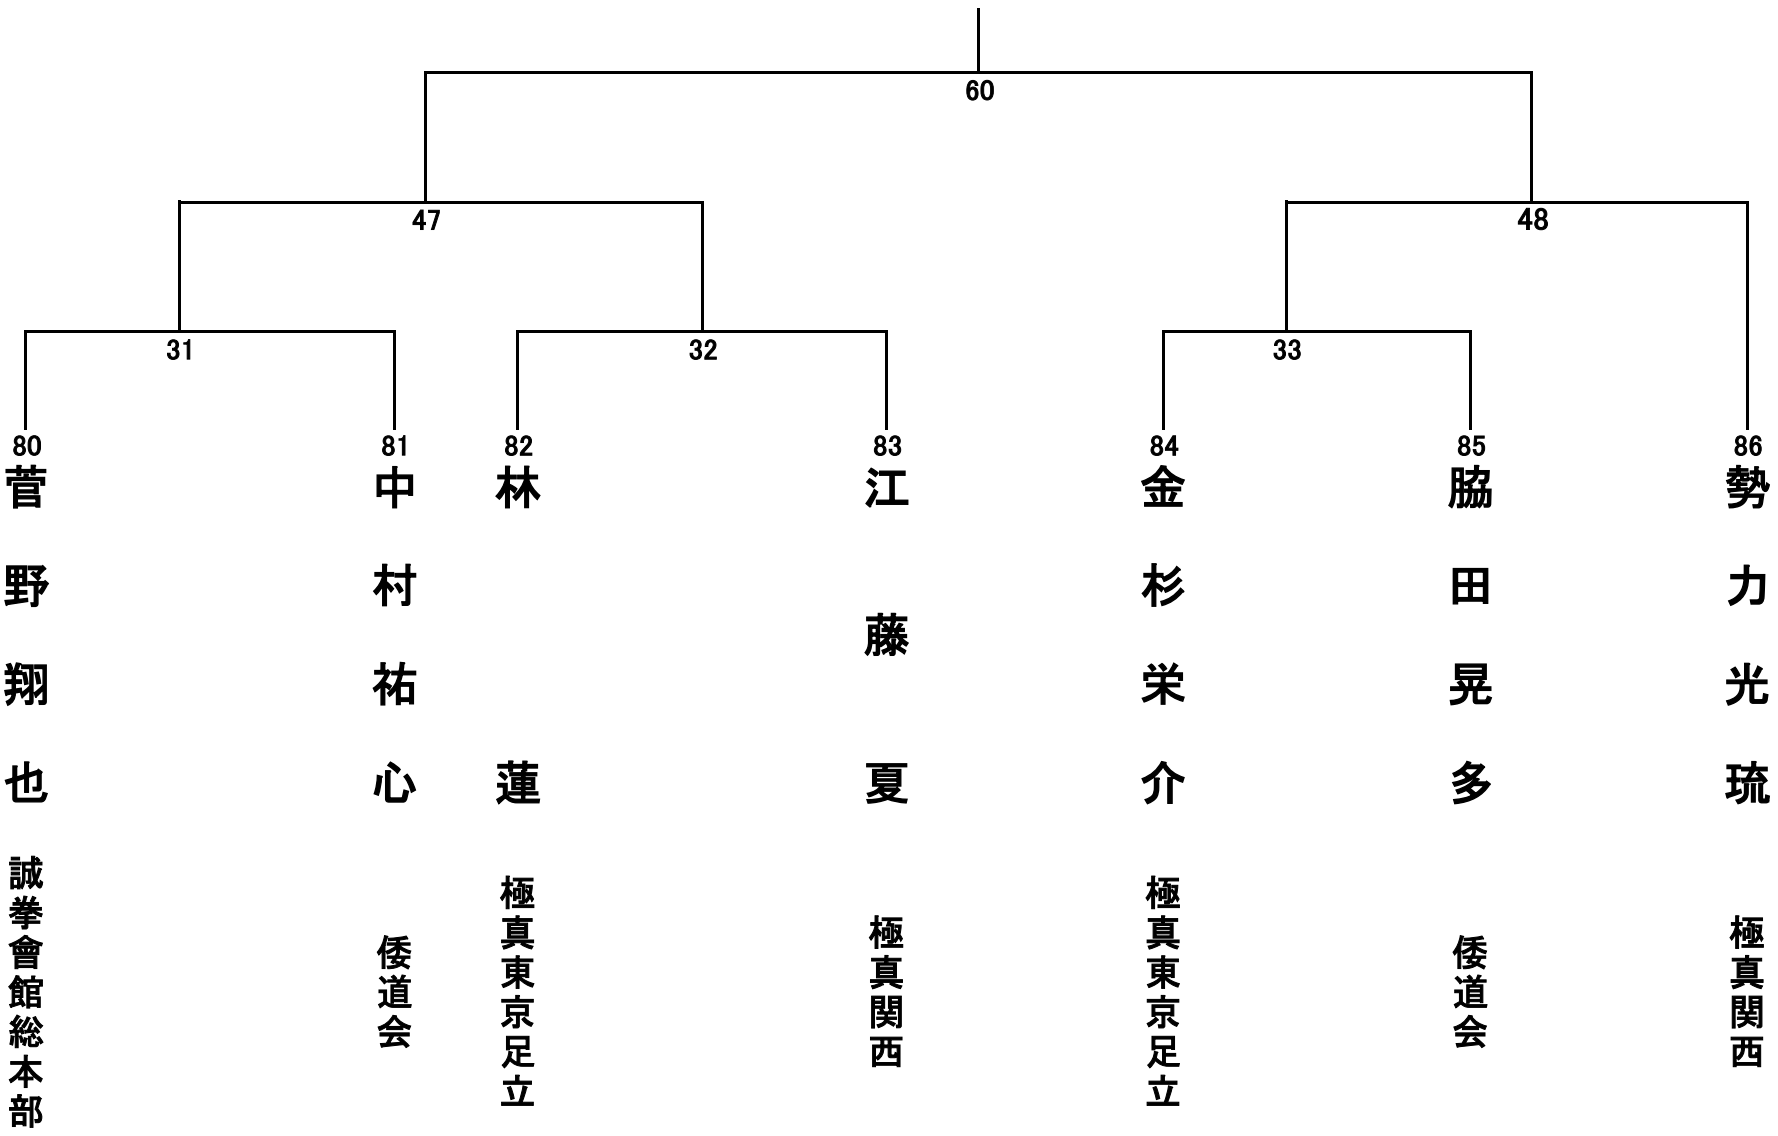 60
47
48
31
32
33
80
菅野翔也
誠拳會館総本部
81
中村祐心
倭道会
82
林蓮
極真東京足立
83
江藤夏
極真関西
84
金杉栄介
極真東京足立
85
脇田晃多
倭道会
86
勢力光琉
極真関西